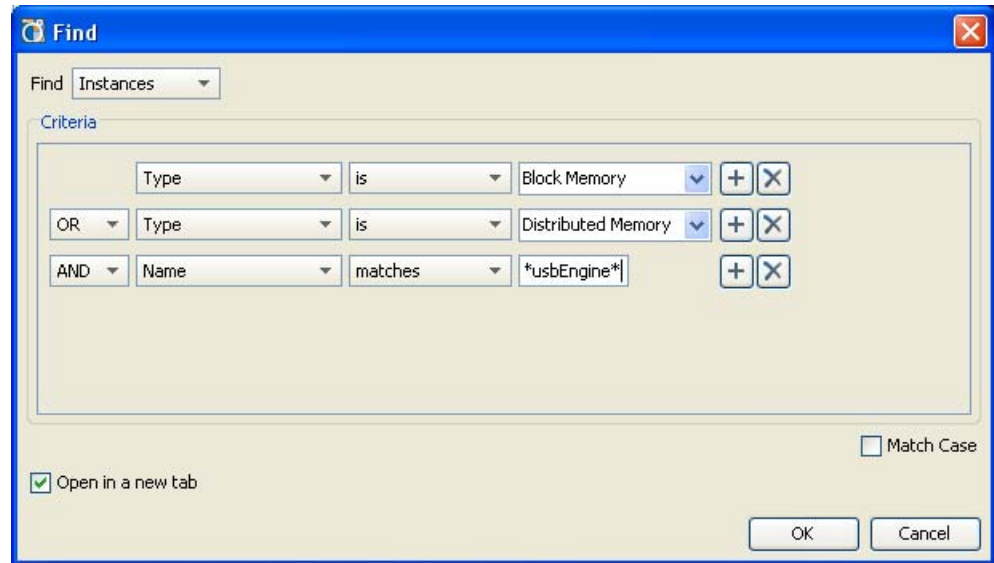 Find
Find Instances
Criteria
Type is Block Memory
OR Type is Distributed Memory
AND Name matches *usbEngine*
Match Case
Open in a new tab
OK Cancel